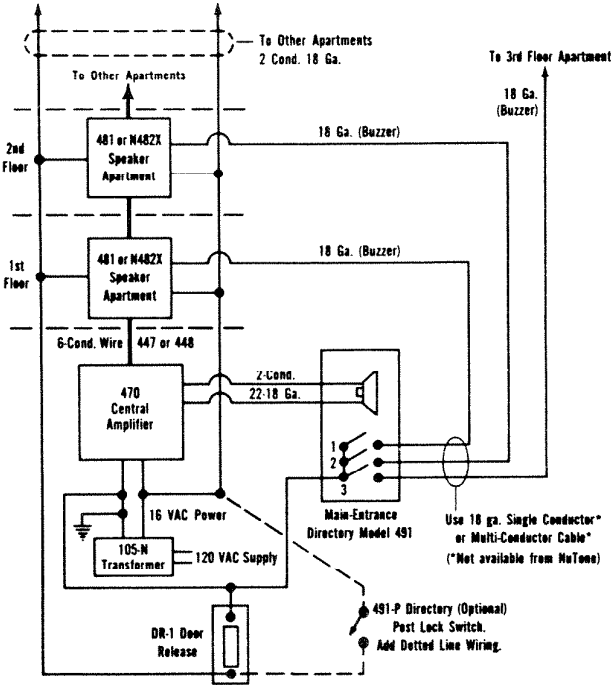 To Other Apartments
2 Cond. 18 Ga.
To 3rd Floor Apartment
To Other Apartments
18 Ga.
(Buzzer)
2nd
Floor
481 or N482X
Speaker
Apartment
18 Ga. (Buzzer)
1st
Floor
481 or N482X
Speaker
Apartment
18 Ga. (Buzzer)
6-Cond. Wire 447 or 448
470
Central
Amplifier
2-Cond.
22-18 Ga.
1
2
3
16 VAC Power
Main-Entrance
Directory Model 491
Use 18 ga. Single Conductor*
or Multi-Conductor Cable*
(*Not available from NuTone)
105-N
Transformer
120 VAC Supply
DR-1 Door
Release
491-P Directory (Optional)
Post Lock Switch.
Add Dotted Line Wiring.